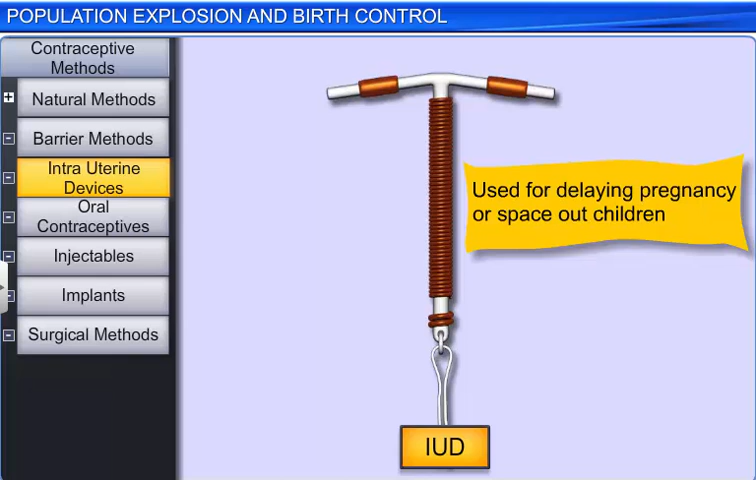 POPULATION EXPLOSION AND BIRTH CONTROL
Contraceptive
Methods
Natural Methods
Barrier Methods
Intra Uterine
Devices
Oral
Contraceptives
Injectables
Implants
Surgical Methods
Used for delaying pregnancy
or space out children
IUD